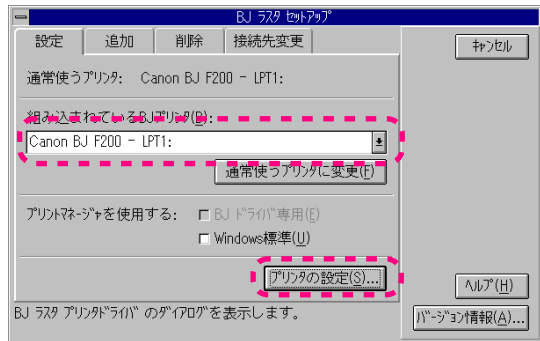 BJ ﾗｽﾀ ｾｯﾄｱｯﾌﾟ
設定 追加 削除 接続先変更
ｷｬﾝｾﾙ
通常使うﾌﾟﾘﾝﾀ: Canon BJ F200 - LPT1:
組み込まれているBJﾌﾟﾘﾝﾀ(P):
Canon BJ F200 - LPT1:
通常使うﾌﾟﾘﾝﾀに変更(F)
ﾌﾟﾘﾝﾄﾏﾈｰｼﾞｬを使用する: BJ ﾄﾞﾗｲﾊﾞ専用(E)
Windows標準(U)
ﾌﾟﾘﾝﾀの設定(S)...
ﾍﾙﾌﾟ(H)
BJ ﾗｽﾀ ﾌﾟﾘﾝﾀﾄﾞﾗｲﾊﾞ のﾀﾞｲｱﾛｸﾞを表示します。
ﾊﾞｰｼﾞｮﾝ情報(A)...